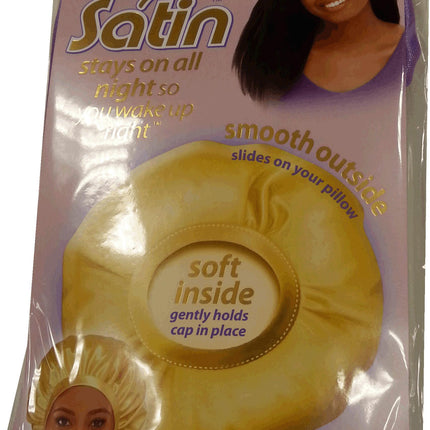 Satin
stays on all
night so
you wake up
right™
smooth outside
slides on your pillow
soft
inside
gently holds
cap in place